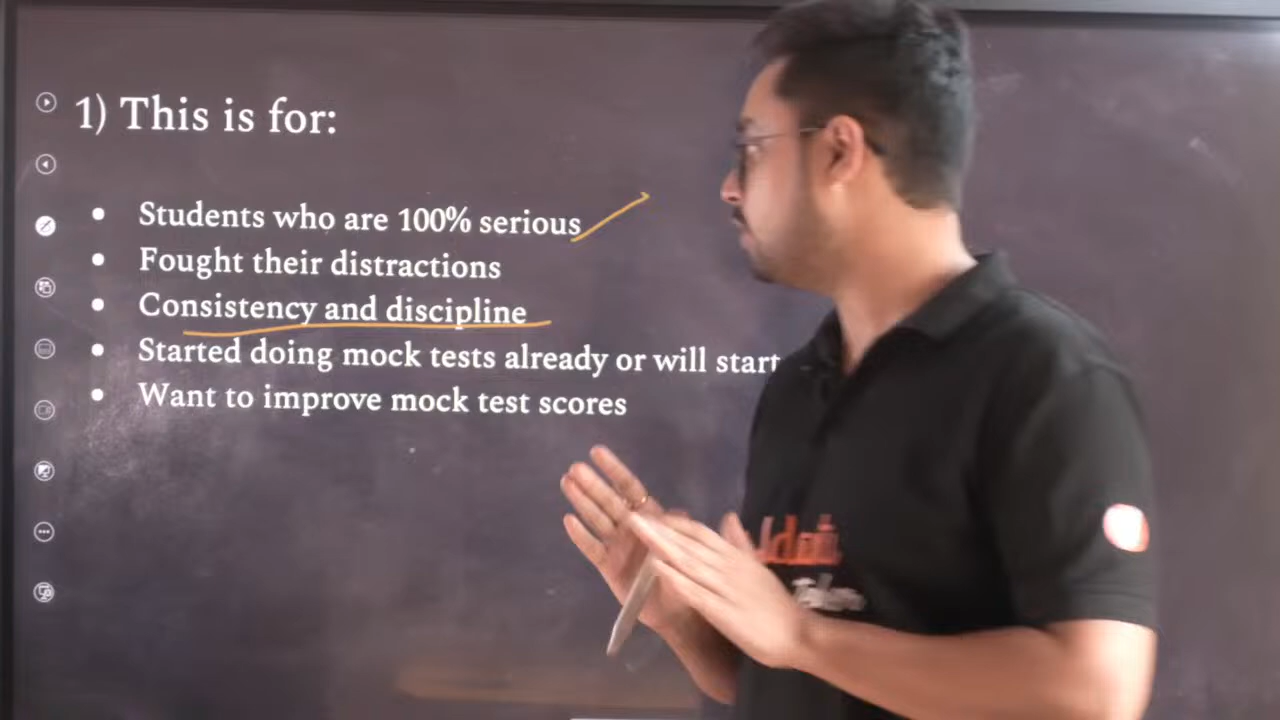 1) This is for:
• Students who are 100% serious
• Fought their distractions
• Consistency and discipline
• Started doing mock tests already or will start
• Want to improve mock test scores